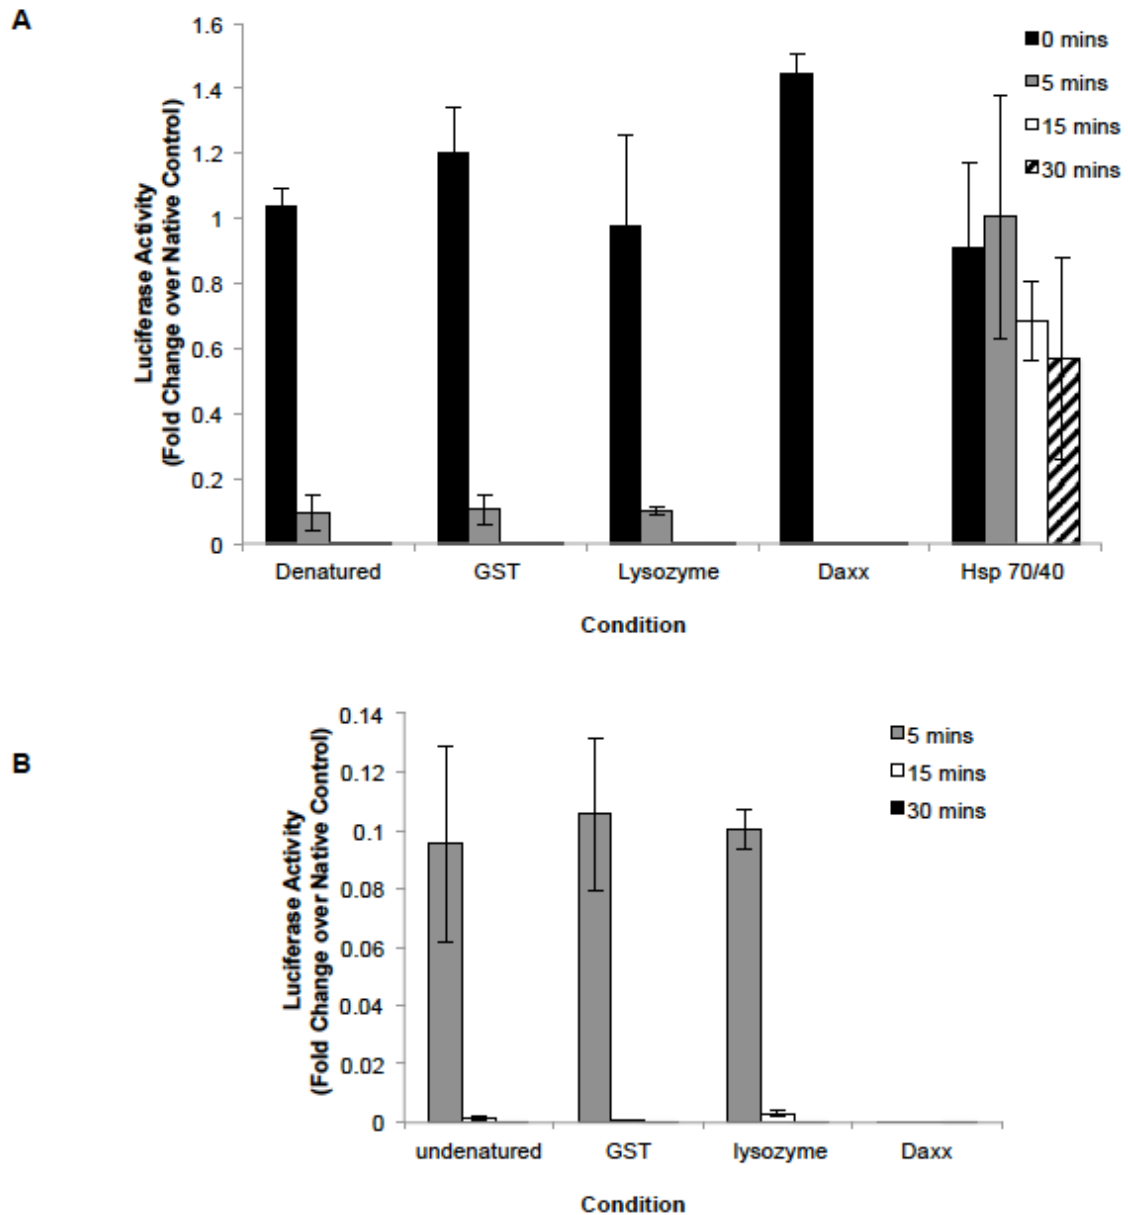 A
1.6
1.4
1.2
1
0.8
0.6
0.4
0.2
0
Luciferase Activity
(Fold Change over Native Control)
0 mins
5 mins
15 mins
30 mins
Denatured GST Lysozyme Daxx Hsp 70/40
Condition
B
0.14
0.12
0.1
0.08
0.06
0.04
0.02
0
Luciferase Activity
(Fold Change over Native Control)
5 mins
15 mins
30 mins
undenatured GST lysozyme Daxx
Condition